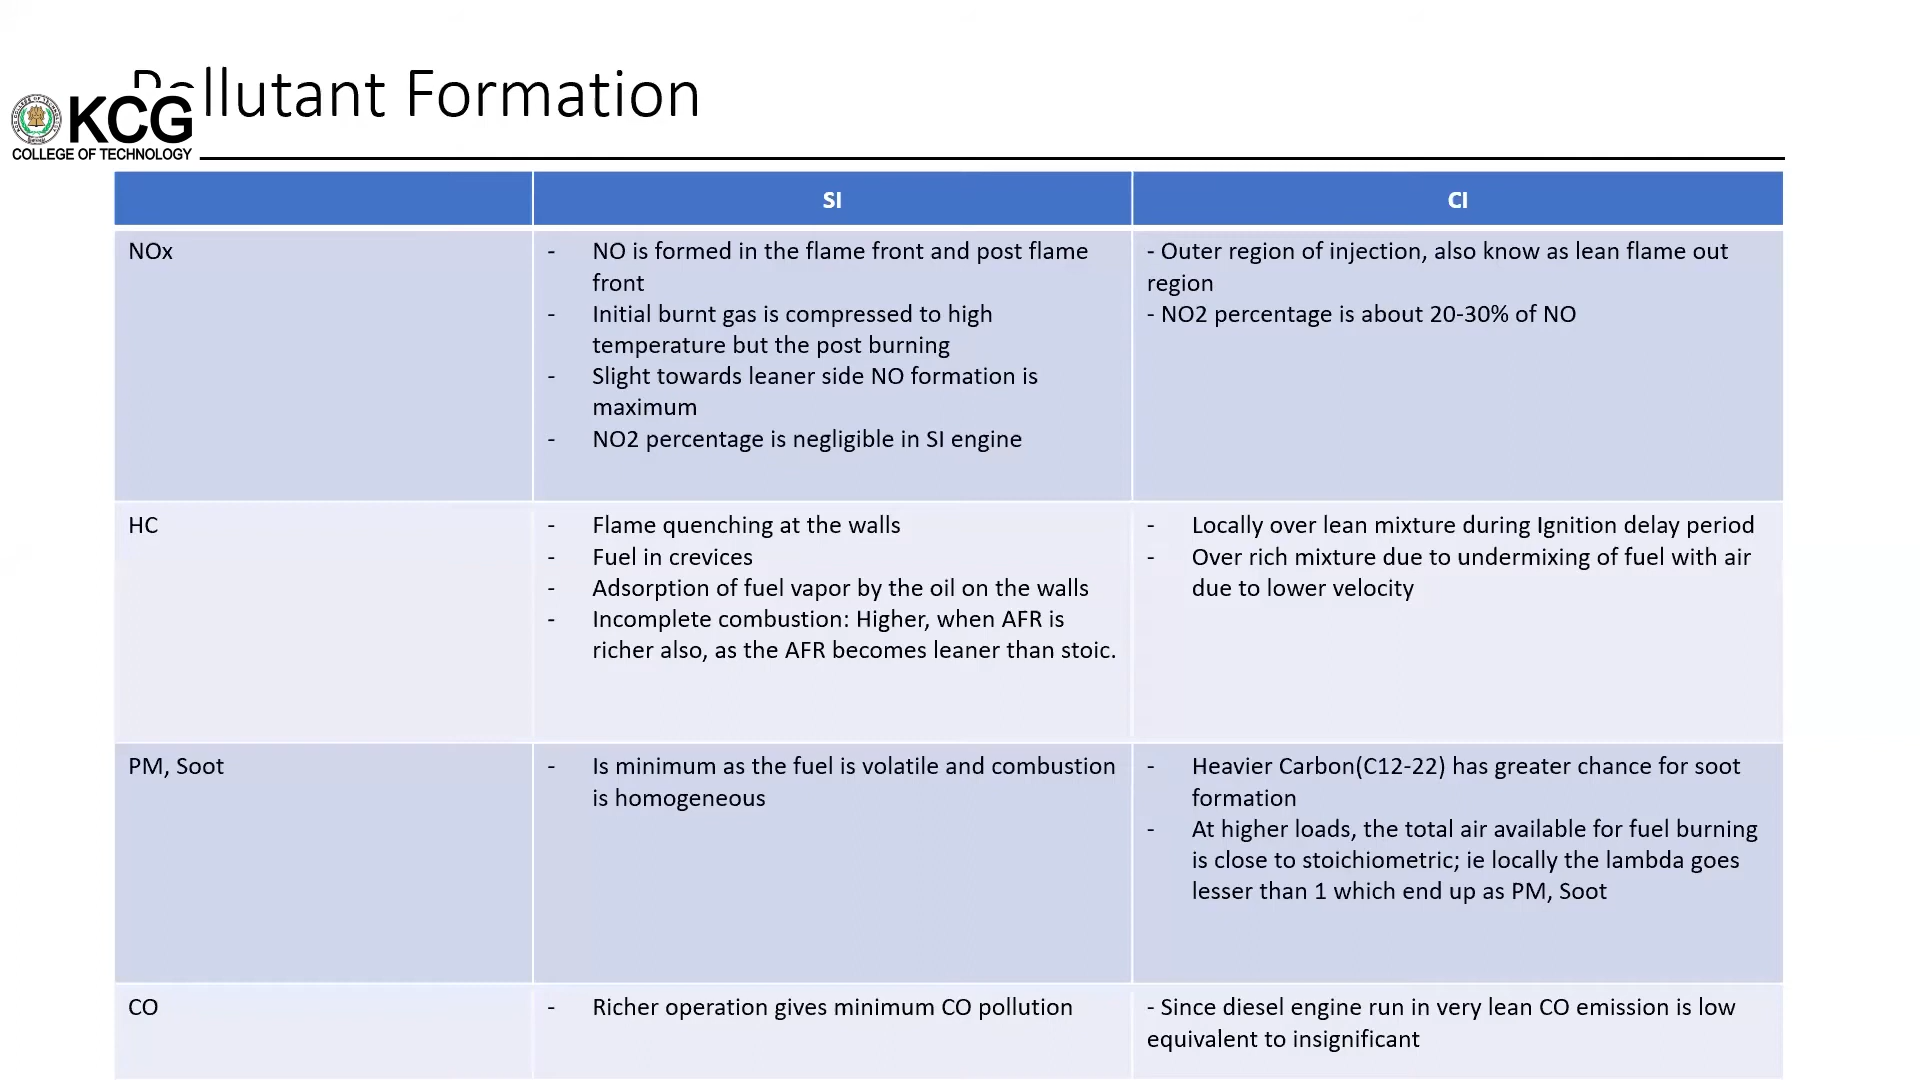 Pollutant Formation
KCG
COLLEGE OF TECHNOLOGY
SI
CI
NOx
- NO is formed in the flame front and post flame
front
- Initial burnt gas is compressed to high
temperature but the post burning
- Slight towards leaner side NO formation is
maximum
- NO2 percentage is negligible in SI engine
- Outer region of injection, also know as lean flame out
region
- NO2 percentage is about 20-30% of NO
HC
- Flame quenching at the walls
- Fuel in crevices
- Adsorption of fuel vapor by the oil on the walls
- Incomplete combustion: Higher, when AFR is
richer also, as the AFR becomes leaner than stoic.
- Locally over lean mixture during Ignition delay period
- Over rich mixture due to undermixing of fuel with air
due to lower velocity
PM, Soot
- Is minimum as the fuel is volatile and combustion
is homogeneous
- Heavier Carbon(C12-22) has greater chance for soot
formation
- At higher loads, the total air available for fuel burning
is close to stoichiometric; ie locally the lambda goes
lesser than 1 which end up as PM, Soot
CO
- Richer operation gives minimum CO pollution
- Since diesel engine run in very lean CO emission is low
equivalent to insignificant